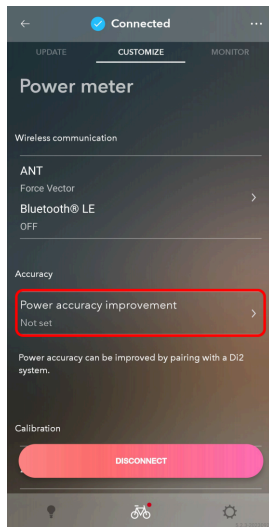 Connected
UPDATE CUSTOMIZE MONITOR
Power meter
Wireless communication
ANT
Force Vector
Bluetooth® LE
OFF
Accuracy
Power accuracy improvement
Not set
Power accuracy can be improved by pairing with a DI2
system.
Calibration
DISCONNECT